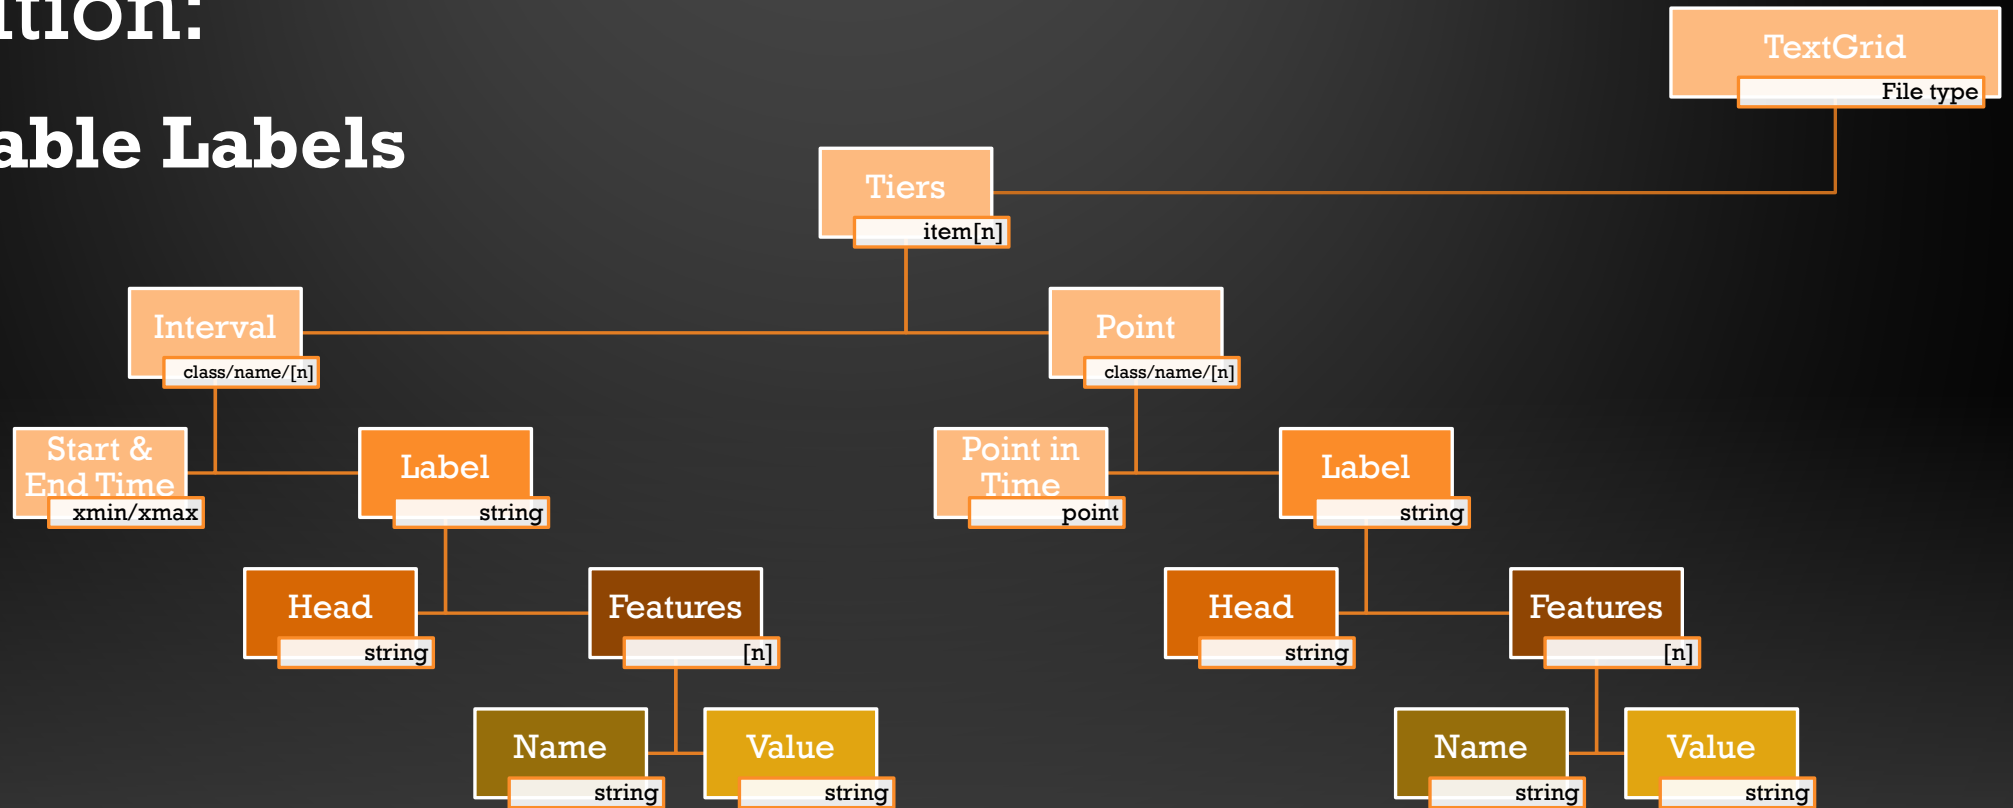 ition:
able Labels
TextGrid
File type
Tiers
item[n]
Interval
class/name/[n]
Point
class/name/[n]
Start &
End Time
xmin/xmax
Label
string
Point in
Time
point
Label
string
Head
string
Features
[n]
Head
string
Features
[n]
Name
string
Value
string
Name
string
Value
string